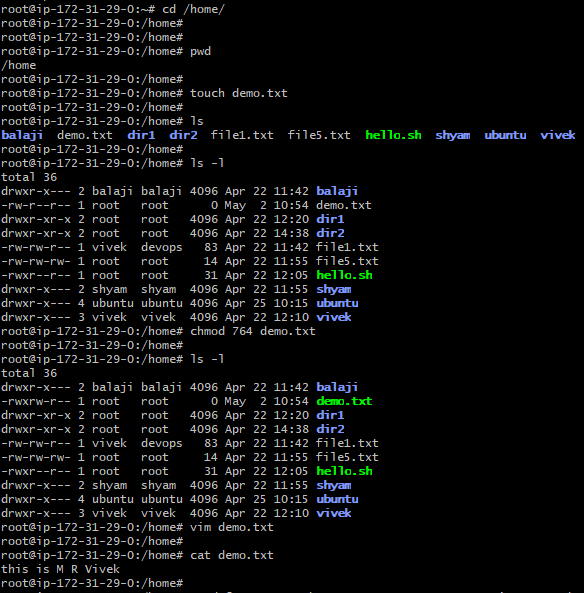 root@ip-172-31-29-0:~# cd /home/
root@ip-172-31-29-0:/home#
root@ip-172-31-29-0:/home#
root@ip-172-31-29-0:/home# pwd
/home
root@ip-172-31-29-0:/home#
root@ip-172-31-29-0:/home# touch demo.txt
root@ip-172-31-29-0:/home#
root@ip-172-31-29-0:/home# ls
balaji demo.txt dir1 dir2 file1.txt file5.txt hello.sh shyam ubuntu vivek
root@ip-172-31-29-0:/home#
root@ip-172-31-29-0:/home# ls -l
total 36
drwxr-x--- 2 balaji balaji 4096 Apr 22 11:42 balaji
-rw-r--r-- 1 root root 0 May 2 10:54 demo.txt
drwxr-xr-x 2 root root 4096 Apr 22 12:20 dir1
drwxr-xr-x 2 root root 4096 Apr 22 14:38 dir2
-rw-rw-r-- 1 vivek devops 83 Apr 22 11:42 file1.txt
-rw-rw-rw- 1 root root 14 Apr 22 11:55 file5.txt
-rwxr--r-- 1 root root 31 Apr 22 12:05 hello.sh
drwxr-x--- 2 shyam shyam 4096 Apr 22 11:55 shyam
drwxr-x--- 4 ubuntu ubuntu 4096 Apr 25 10:15 ubuntu
drwxr-x--- 3 vivek vivek 4096 Apr 22 12:10 vivek
root@ip-172-31-29-0:/home# chmod 764 demo.txt
root@ip-172-31-29-0:/home#
root@ip-172-31-29-0:/home# ls -l
total 36
drwxr-x--- 2 balaji balaji 4096 Apr 22 11:42 balaji
-rwxrw-r-- 1 root root 0 May 2 10:54 demo.txt
drwxr-xr-x 2 root root 4096 Apr 22 12:20 dir1
drwxr-xr-x 2 root root 4096 Apr 22 14:38 dir2
-rw-rw-r-- 1 vivek devops 83 Apr 22 11:42 file1.txt
-rw-rw-rw- 1 root root 14 Apr 22 11:55 file5.txt
-rwxr--r-- 1 root root 31 Apr 22 12:05 hello.sh
drwxr-x--- 2 shyam shyam 4096 Apr 22 11:55 shyam
drwxr-x--- 4 ubuntu ubuntu 4096 Apr 25 10:15 ubuntu
drwxr-x--- 3 vivek vivek 4096 Apr 22 12:10 vivek
root@ip-172-31-29-0:/home# vim demo.txt
root@ip-172-31-29-0:/home#
root@ip-172-31-29-0:/home# cat demo.txt
this is M R Vivek
root@ip-172-31-29-0:/home#